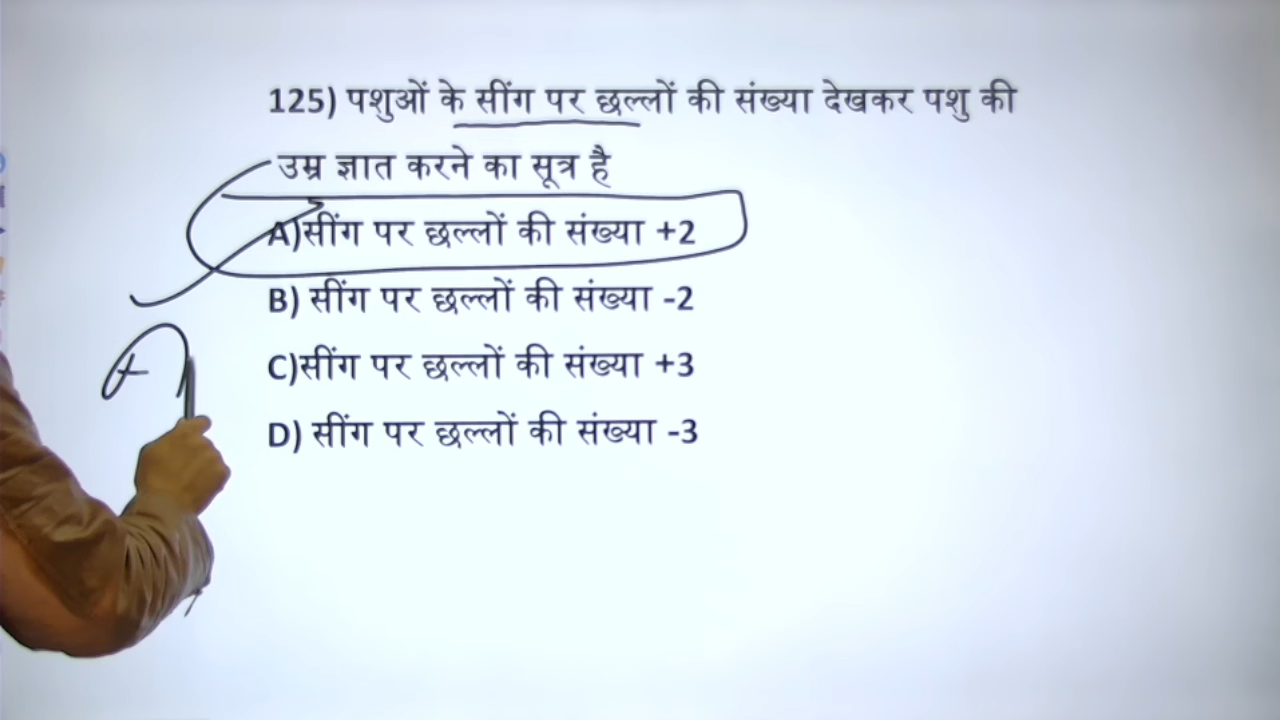 125) पशुओं के सींग पर छल्लों की संख्या देखकर पशु की
उम्र ज्ञात करने का सूत्र है
A)सींग पर छल्लों की संख्या +2
B) सींग पर छल्लों की संख्या -2
C)सींग पर छल्लों की संख्या +3
D) सींग पर छल्लों की संख्या -3